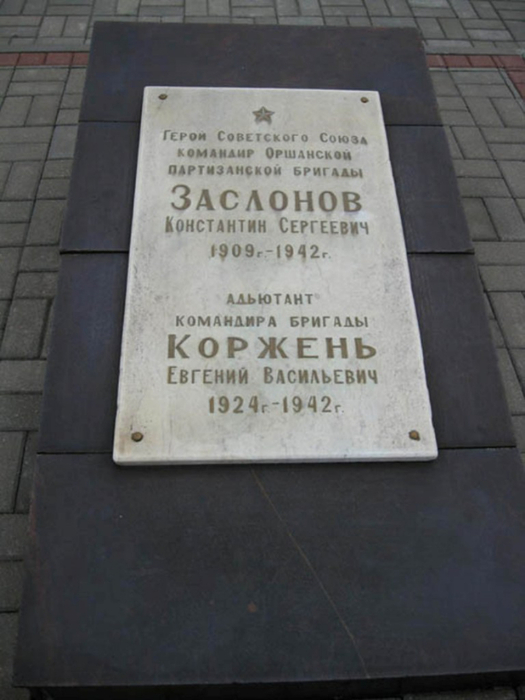 Герои Советского Союза
командир Оршанской
партизанской бригады
Заслонов
Константин Сергеевич
1909г.-1942г.
адьютант
командира бригады
Коржень
Евгений Васильевич
1924г.-1942г.